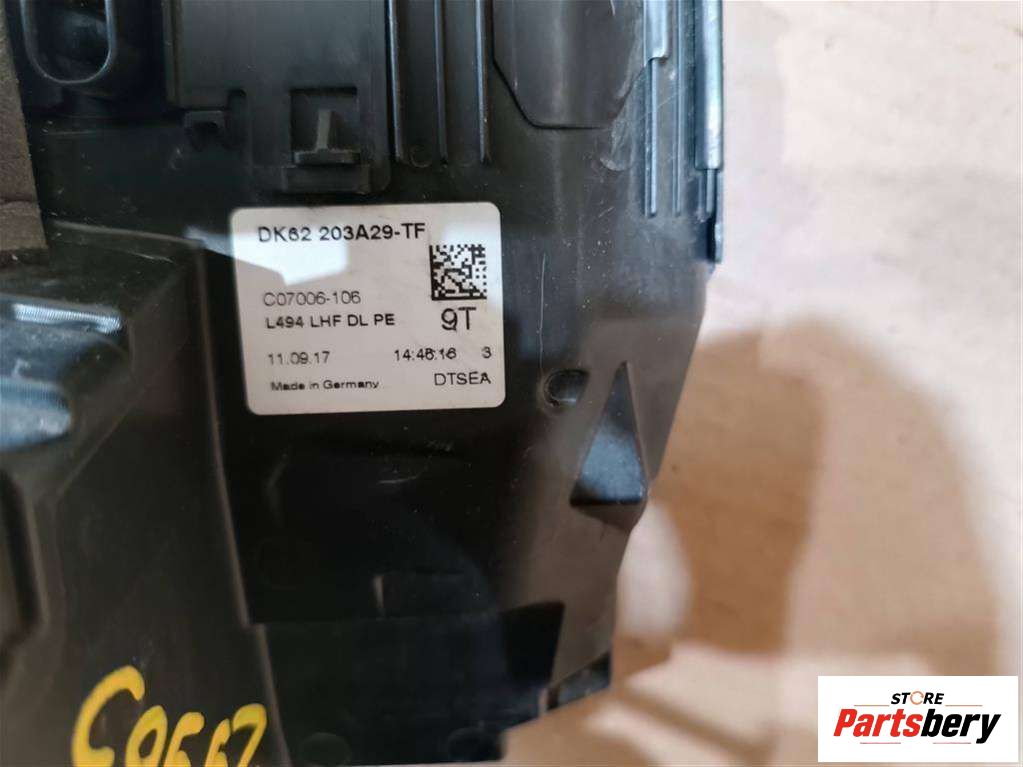 DK62 203A29-TF
C07006-106
L494 LHF DL PE 9T
11.09.17 14:46:16 3
Made in Germany DTSEA
STORE
Partsbery